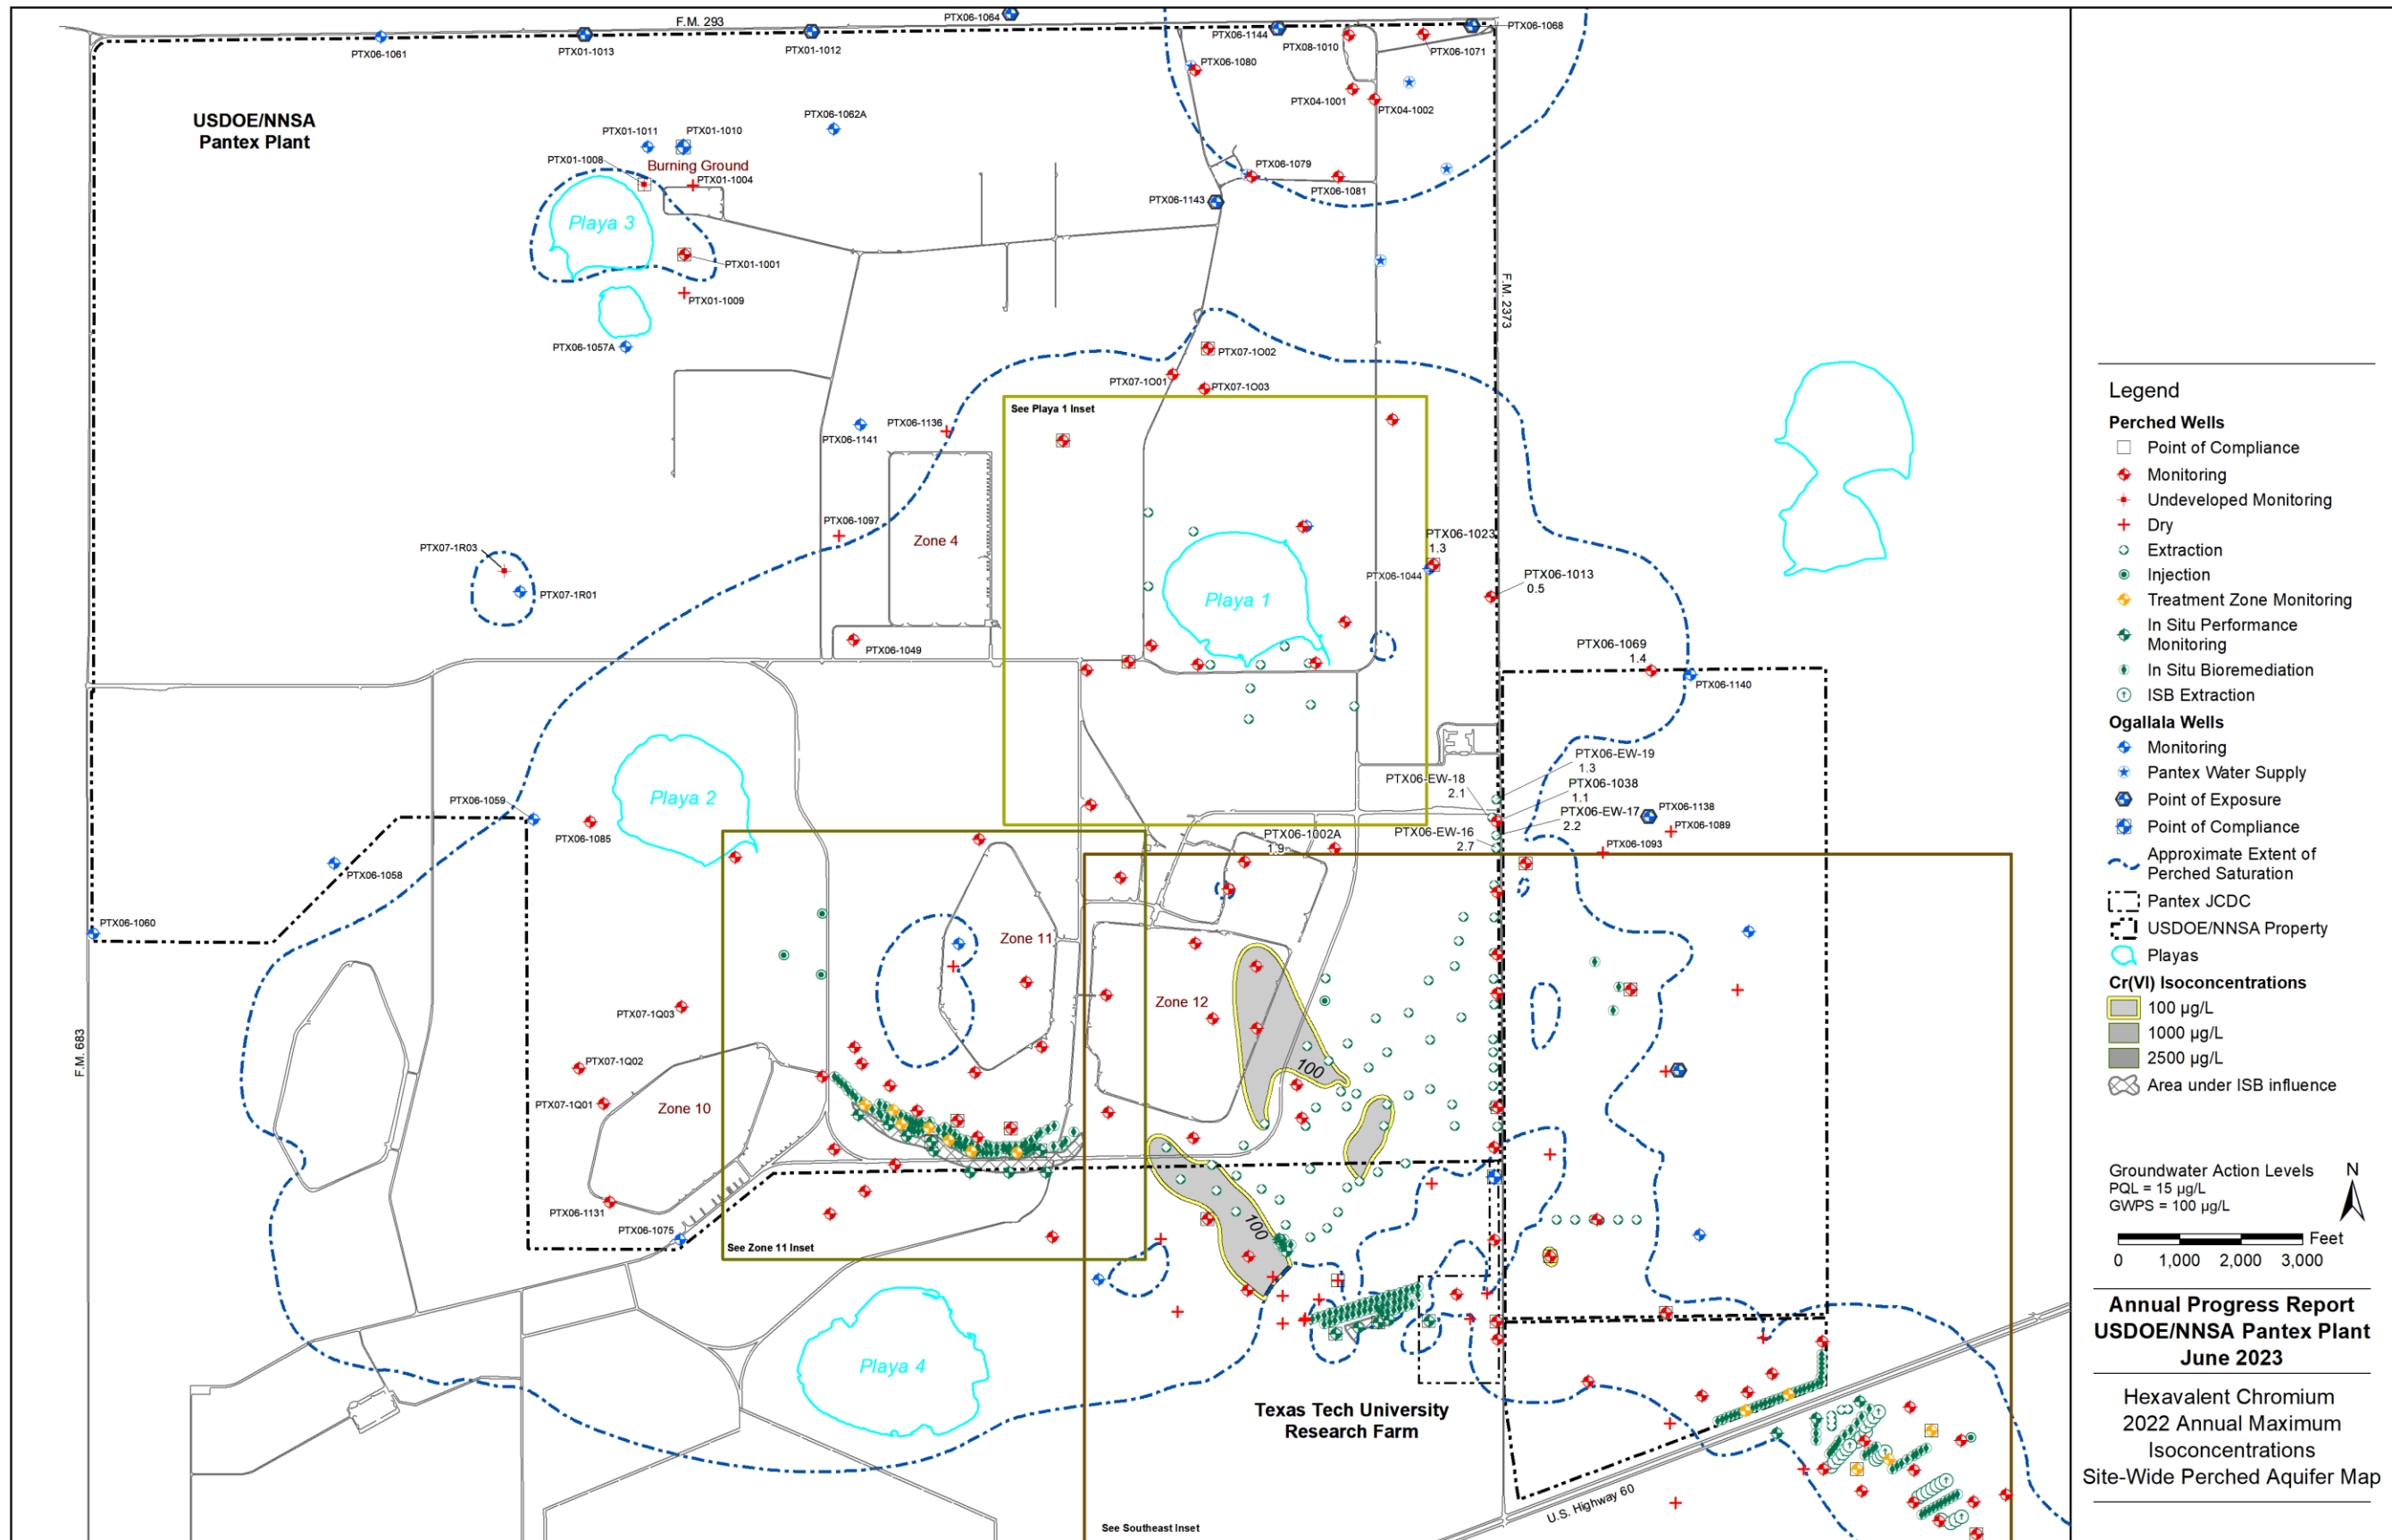 F.M. 293
PTX06-1064
PTX06-1068
PTX06-1061
PTX01-1013
PTX01-1012
PTX06-1144
PTX08-1010
PTX06-1071
PTX06-1080
USDOE/NNSA
Pantex Plant
PTX04-1001
PTX04-1002
PTX06-1062A
PTX01-1011
PTX01-1010
PTX01-1008
Burning Ground
PTX01-1004
PTX06-1079
PTX06-1081
PTX06-1143
Playa 3
PTX01-1001
PTX01-1009
F.M. 2373
PTX06-1057A
PTX07-1O02
PTX07-1O01
PTX07-1O03
See Playa 1 Inset
PTX06-1136
PTX06-1141
PTX06-1097
Zone 4
PTX06-1023
1.3
PTX07-1R03
PTX06-1044
PTX06-1013
0.5
PTX07-1R01
Playa 1
PTX06-1049
PTX06-1069
1.4
PTX06-1140
PTX06-EW-19
1.3
PTX06-EW-18
2.1
PTX06-1038
1.1
PTX06-EW-17
2.2
PTX06-1138
PTX06-1089
Playa 2
PTX06-1059
PTX06-1085
PTX06-1002A
1.9
PTX06-EW-16
2.7
PTX06-1093
PTX06-1058
PTX06-1060
Zone 11
Zone 12
PTX07-1Q03
F.M. 683
PTX07-1Q02
100
PTX07-1Q01
Zone 10
PTX06-1131
PTX06-1075
100
See Zone 11 Inset
Playa 4
Texas Tech University
Research Farm
U.S. Highway 60
See Southeast Inset
Legend
Perched Wells
Point of Compliance
Monitoring
Undeveloped Monitoring
Dry
Extraction
Injection
Treatment Zone Monitoring
In Situ Performance
Monitoring
In Situ Bioremediation
ISB Extraction
Ogallala Wells
Monitoring
Pantex Water Supply
Point of Exposure
Point of Compliance
Approximate Extent of
Perched Saturation
Pantex JCDC
USDOE/NNSA Property
Playas
Cr(VI) Isoconcentrations
100 µg/L
1000 µg/L
2500 µg/L
Area under ISB influence
Groundwater Action Levels
PQL = 15 µg/L
GWPS = 100 µg/L
N
Feet
0 1,000 2,000 3,000
Annual Progress Report
USDOE/NNSA Pantex Plant
June 2023
Hexavalent Chromium
2022 Annual Maximum
Isoconcentrations
Site-Wide Perched Aquifer Map